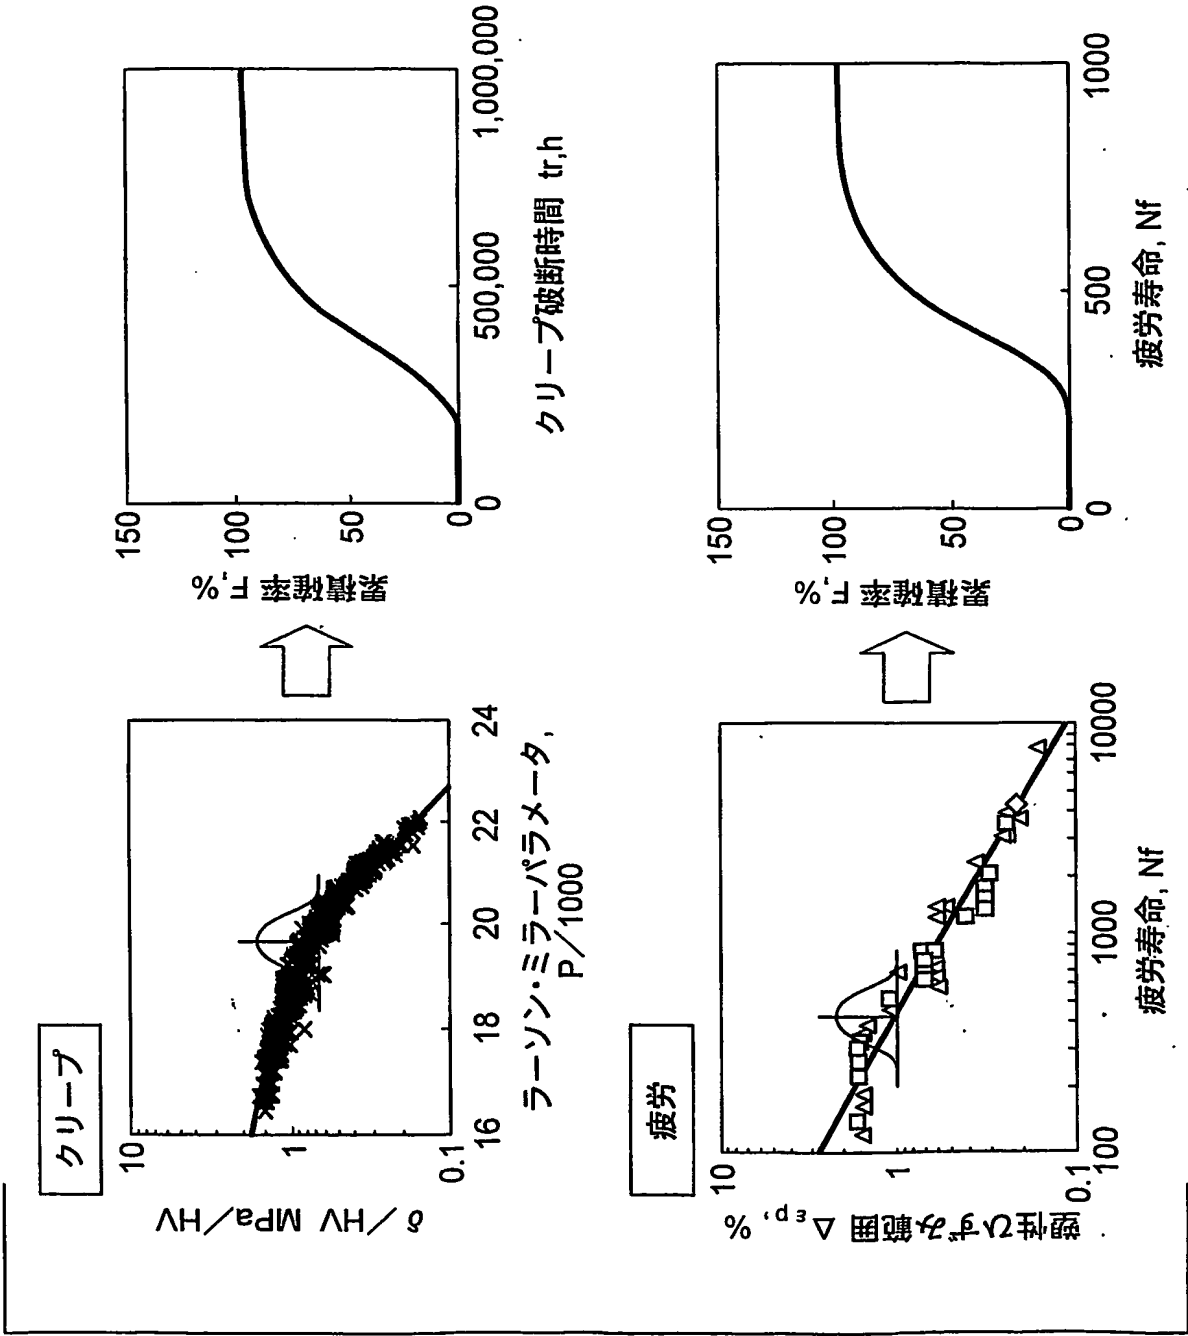 クリープ
10
1
0.1
δ/HV MPa/HV
16
18
20
22
24
ラーソン・ミラーパラメータ,
P/1000
150
100
50
0
累積確率 F,%
0
500,000
1,000,000
クリープ破断時間 tr,h
疲労
10
1
0.1
塑性ひずみ範囲 Δεp, %
100
1000
10000
疲労寿命, Nf
150
100
50
0
累積確率 F,%
0
500
1000
疲労寿命, Nf